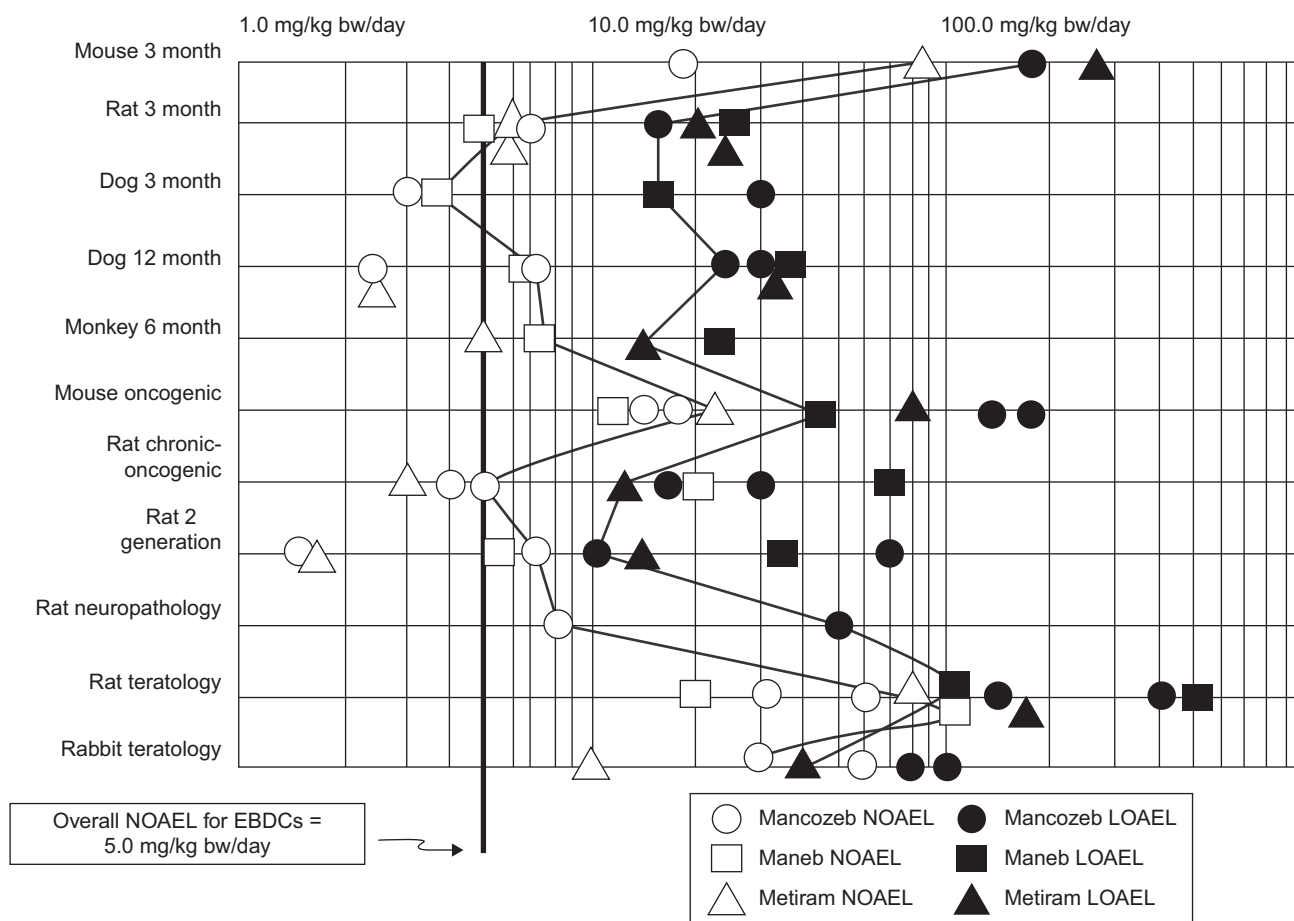 1.0 mg/kg bw/day 10.0 mg/kg bw/day 100.0 mg/kg bw/day
Mouse 3 month
Rat 3 month
Dog 3 month
Dog 12 month
Monkey 6 month
Mouse oncogenic
Rat chronic-
oncogenic
Rat 2
generation
Rat neuropathology
Rat teratology
Rabbit teratology
Overall NOAEL for EBDCs =
5.0 mg/kg bw/day
Mancozeb NOAEL Mancozeb LOAEL
Maneb NOAEL Maneb LOAEL
Metiram NOAEL Metiram LOAEL